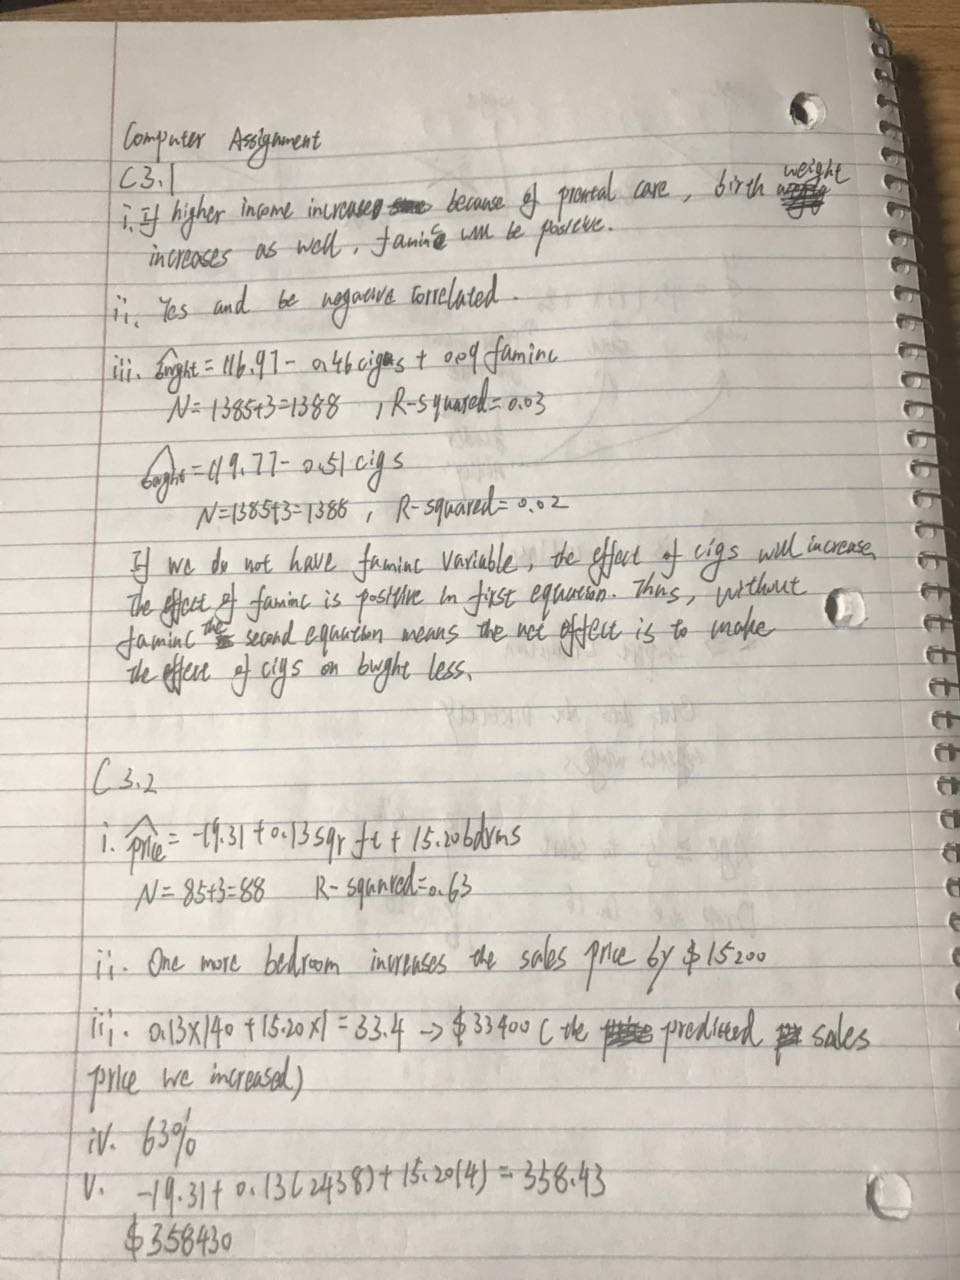 Computer Assignment
C3.1
i. If higher income increases because of prental care, birth weight
increases as well, faminc will be positive.
ii. Yes and be negative correlated.
iii. bwght = 116.97 - 0.46 cigs + 0.09 faminc
N = 1385+3=1388 , R-squared=0.03
bwght = 119.77 - 0.51 cigs
N=1385+3=1388 , R-squared=0.02
If we do not have faminc variable, the effect of cigs will increase,
the effect of faminc is positive in first equation. Thus, without
faminc the second equation means the net effect is to make
the effect of cigs on bwght less.
C3.2
i. price = -19.31 + 0.13 sqr ft + 15.20 bdrms
N = 85+3=88 R-squared=0.63
ii. One more bedroom increases the sales price by $15200
iii. 0.13x140 + 15.20x1 = 33.4 → $33400 ( the predicted sales
price we increased)
iv. 63%
v. -19.31 + 0.13(2438) + 15.20(4) = 358.43
$358430